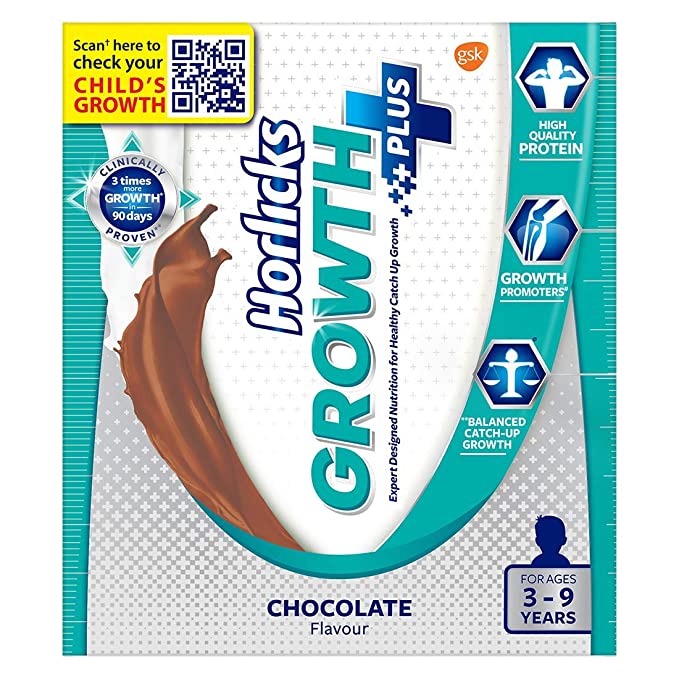 Scan† here to
check your
CHILD'S
GROWTH
gsk
CLINICALLY
3 times
more
GROWTH*
in
90 days
PROVEN**
Horlicks
GROWTH
PLUS
Expert Designed Nutrition for Healthy Catch Up Growth
HIGH
QUALITY
PROTEIN
GROWTH
PROMOTERS#
**BALANCED
CATCH-UP
GROWTH
CHOCOLATE
Flavour
FOR AGES
3 - 9
YEARS